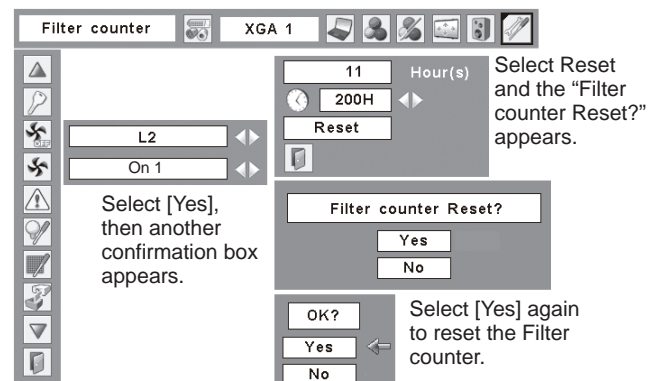 Filter counter
XGA 1
11 Hour(s)
200H
Reset
Select Reset
and the “Filter
counter Reset?”
appears.
OFF
L2
On 1
Select [Yes],
then another
confirmation box
appears.
Filter counter Reset?
Yes
No
OK?
Yes
No
Select [Yes] again
to reset the Filter
counter.